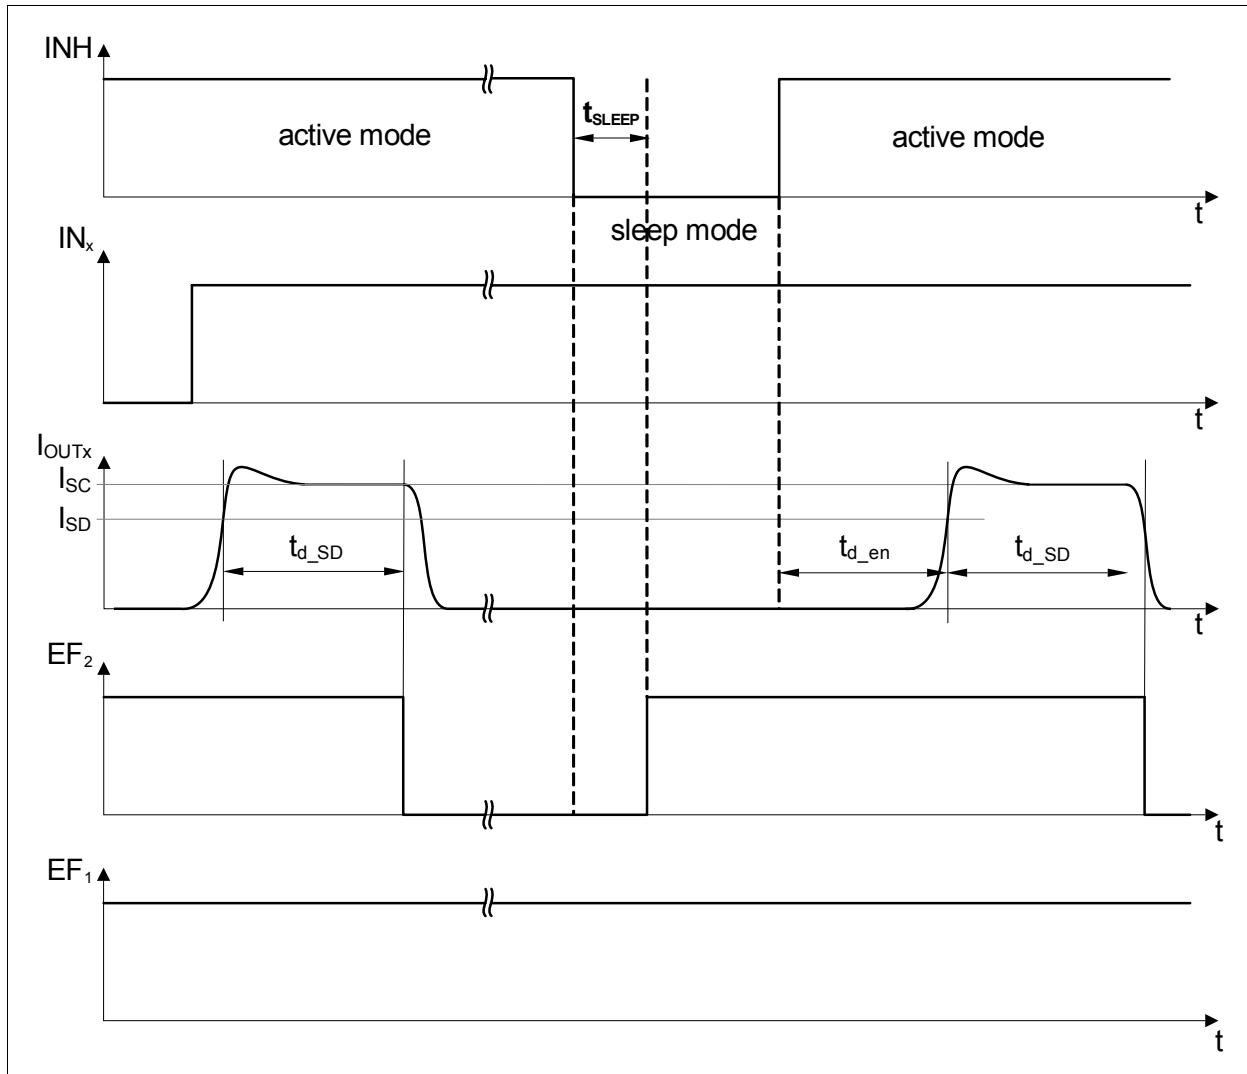 INH
tSLEEP
active mode
active mode
t
sleep mode
INx
t
IOUTx
ISC
ISD
td_SD
td_en
td_SD
t
EF2
t
EF1
t